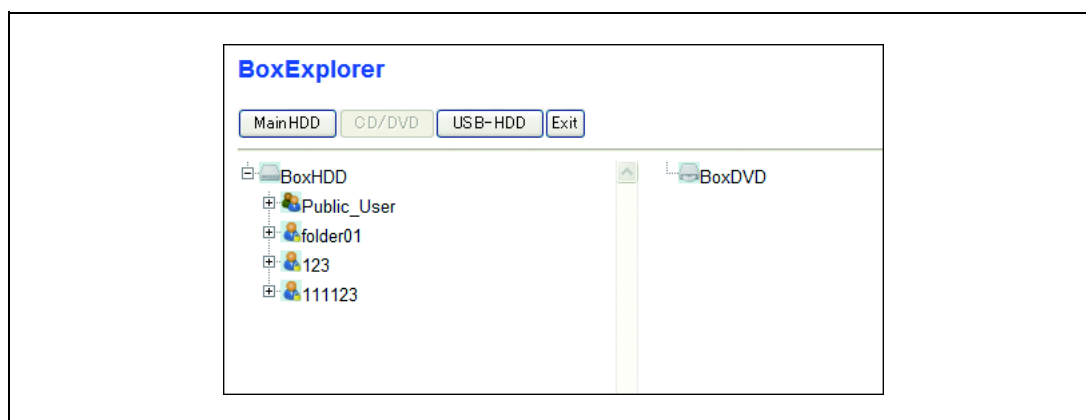 BoxExplorer
MainHDD CD/DVD USB-HDD Exit
BoxHDD
Public_User
folder01
123
111123
BoxDVD